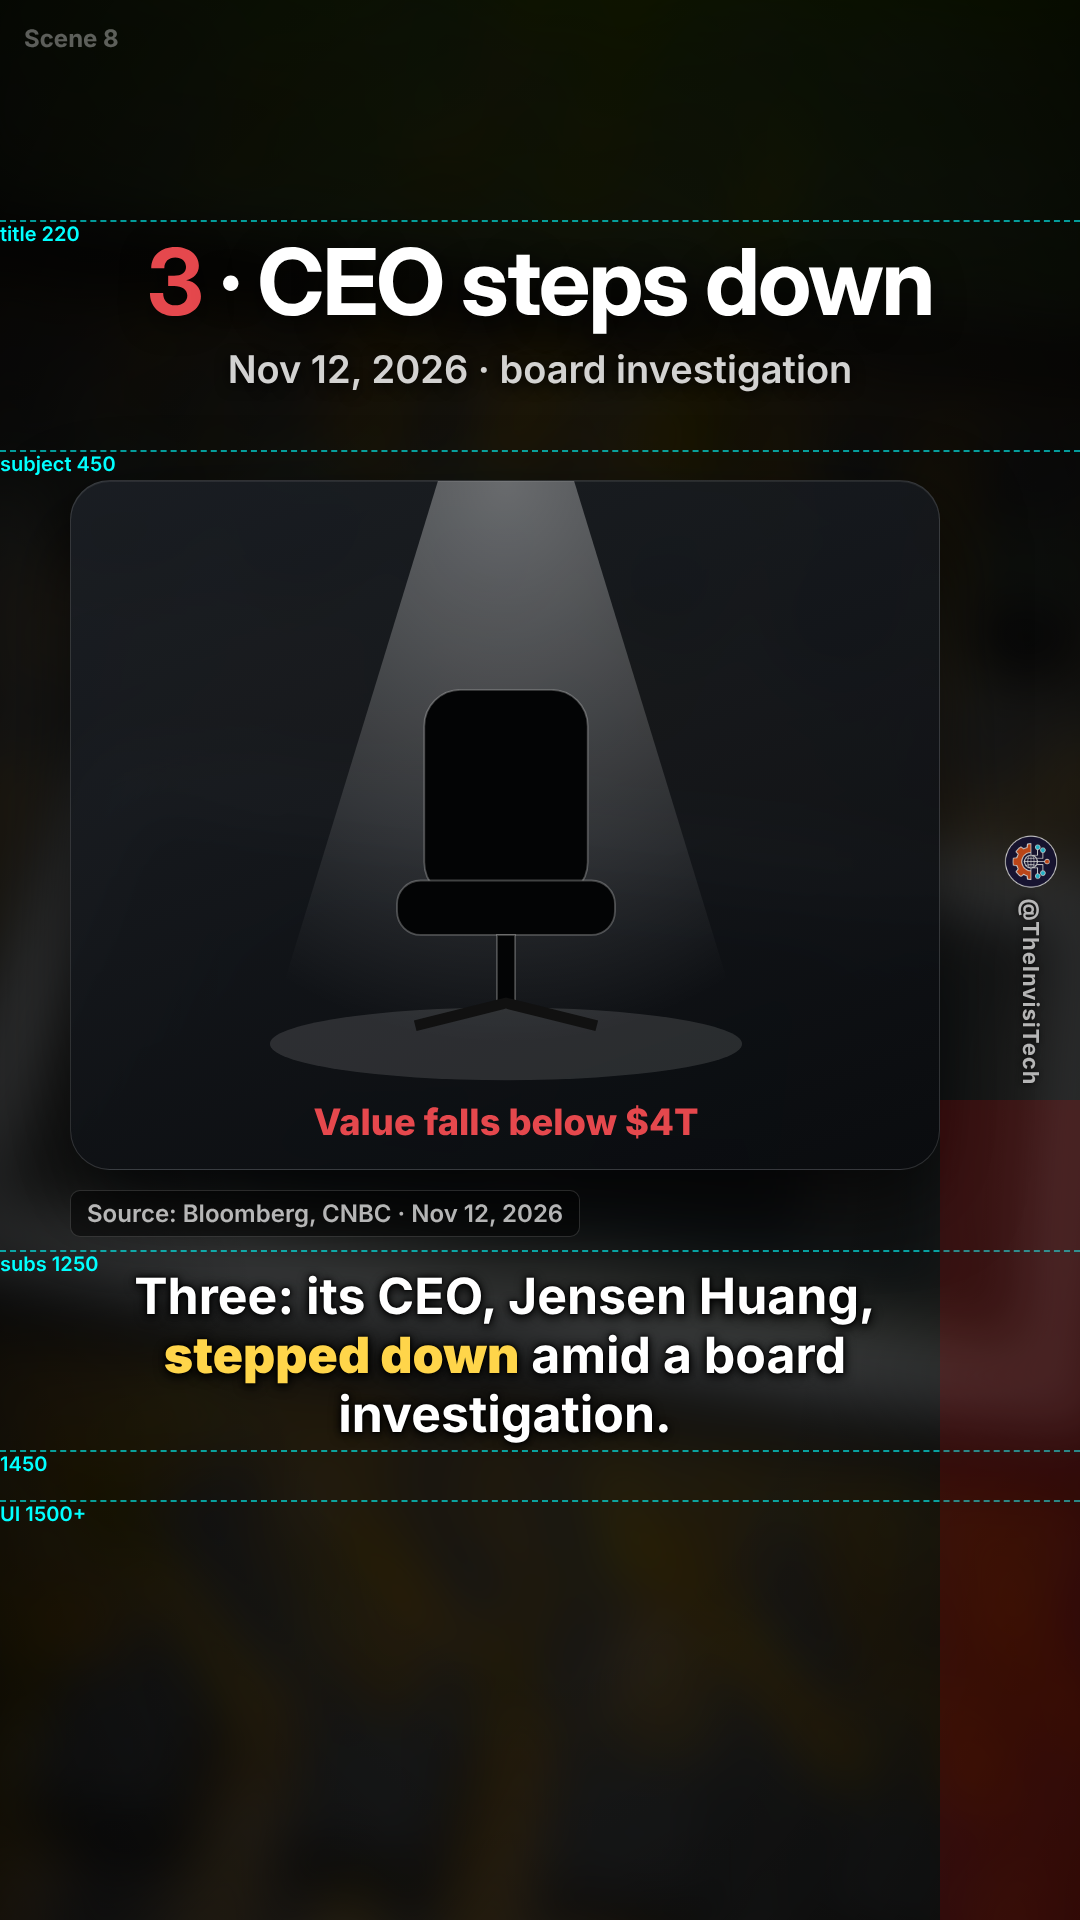 Scene 8
title 220
3 · CEO steps down
Nov 12, 2026 · board investigation
subject 450
Value falls below $4T
@TheInvisiTech
Source: Bloomberg, CNBC · Nov 12, 2026
subs 1250
Three: its CEO, Jensen Huang,
stepped down amid a board
investigation.
1450
UI 1500+